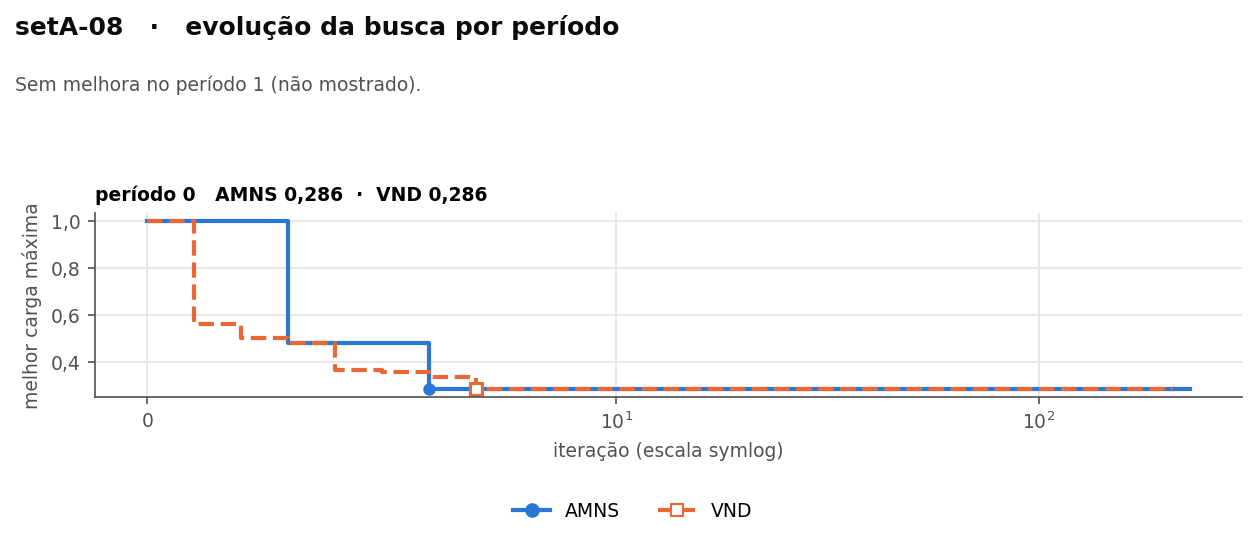 setA-08 · evolução da busca por período
Sem melhora no período 1 (não mostrado).
período 0 AMNS 0,286 · VND 0,286
melhor carga máxima
1,0
0,8
0,6
0,4
0
10¹
10²
iteração (escala symlog)
AMNS
VND